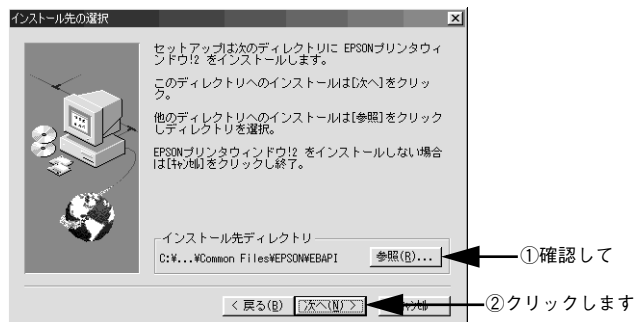 インストール先の選択
セットアップは次のディレクトリに EPSONプリンタウィ
ンドウ!2 をインストールします。
このディレクトリへのインストールは[次へ]をクリッ
ク。
他のディレクトリへのインストールは[参照]をクリック
しディレクトリを選択。
EPSONプリンタウィンドウ!2 をインストールしない場合
は[ｷｬﾝｾﾙ]をクリックし終了。
インストール先ディレクトリ
C:¥...¥Common Files¥EPSON¥EBAPI
参照(R)...
①確認して
< 戻る(B)
次へ(N) >
②クリックします